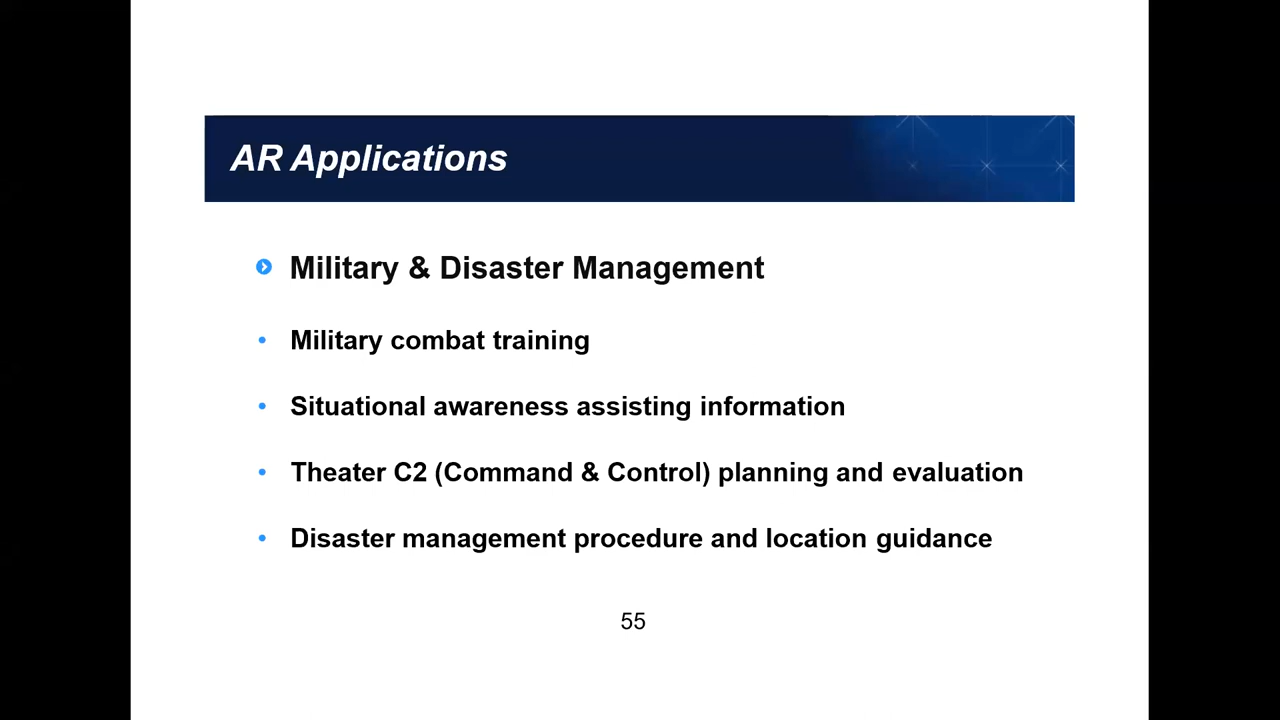 AR Applications
Military & Disaster Management
• Military combat training
• Situational awareness assisting information
• Theater C2 (Command & Control) planning and evaluation
• Disaster management procedure and location guidance
55